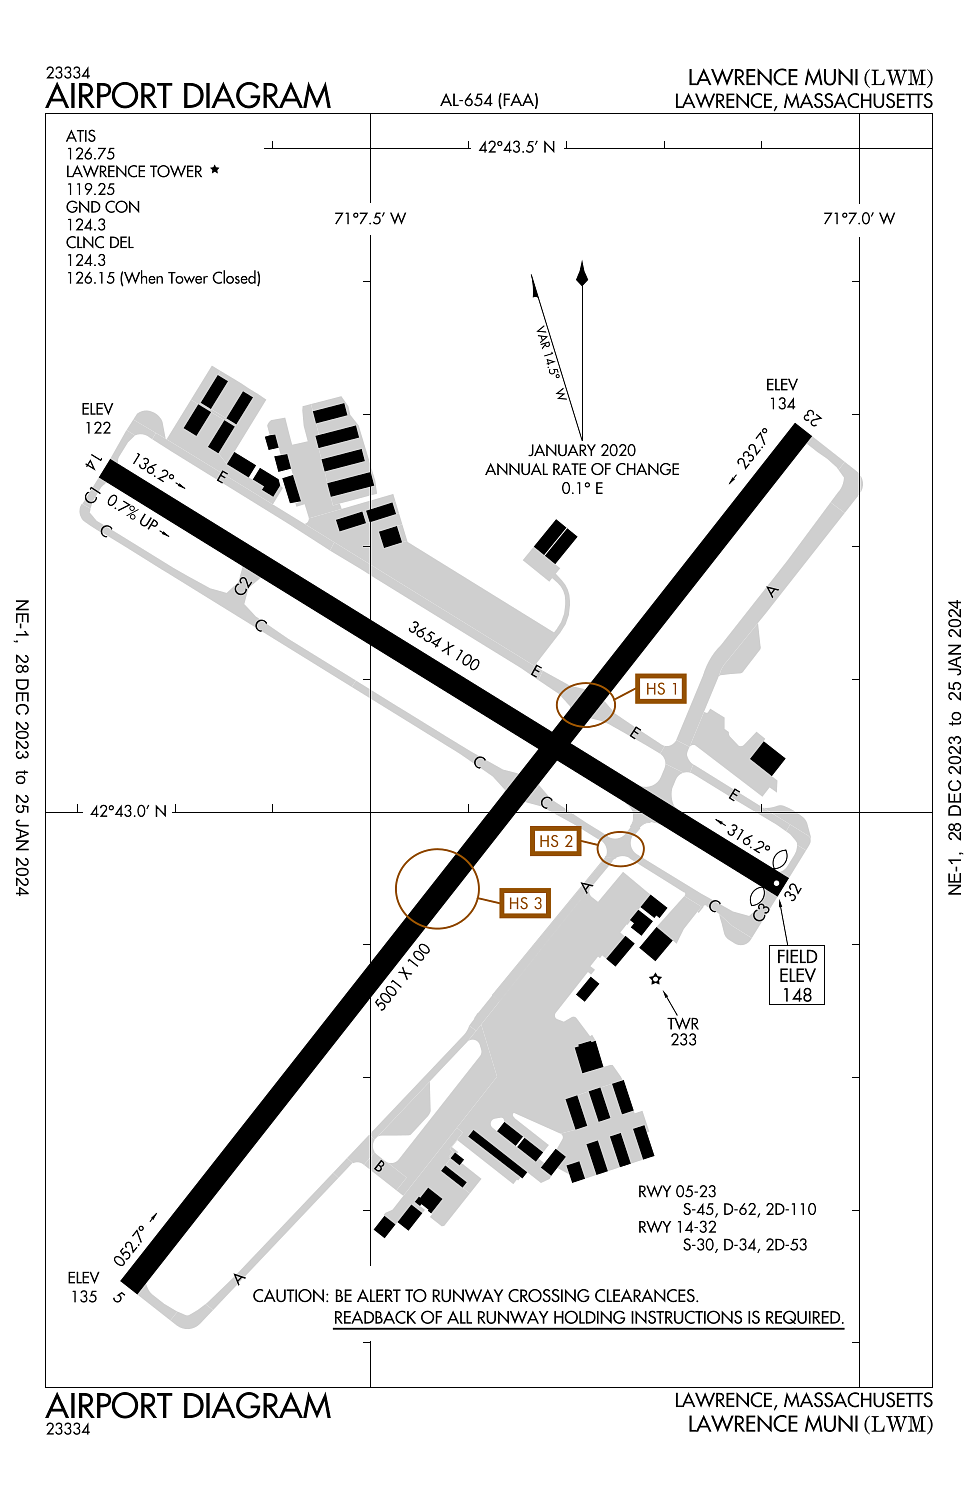 23334
AIRPORT DIAGRAM
AL-654 (FAA)
LAWRENCE MUNI (LWM)
LAWRENCE, MASSACHUSETTS
ATIS
126.75
LAWRENCE TOWER
119.25
GND CON
124.3
CLNC DEL
124.3
126.15 (When Tower Closed)
42°43.5' N
71°7.5' W
71°7.0' W
VAR 14.5° W
JANUARY 2020
ANNUAL RATE OF CHANGE
0.1° E
ELEV
134
23
232.7°
ELEV
122
14
136.2°
0.7% UP
E
C1
C
C2
C
A
3654 X 100
E
HS 1
E
C
C
E
42°43.0' N
316.2°
HS 2
A
HS 3
C
C3
32
FIELD
ELEV
148
5001 X 100
TWR
233
B
RWY 05-23
S-45, D-62, 2D-110
RWY 14-32
S-30, D-34, 2D-53
052.7°
ELEV
135
5
A
CAUTION: BE ALERT TO RUNWAY CROSSING CLEARANCES.
READBACK OF ALL RUNWAY HOLDING INSTRUCTIONS IS REQUIRED.
NE-1, 28 DEC 2023 to 25 JAN 2024
NE-1, 28 DEC 2023 to 25 JAN 2024
AIRPORT DIAGRAM
23334
LAWRENCE, MASSACHUSETTS
LAWRENCE MUNI (LWM)